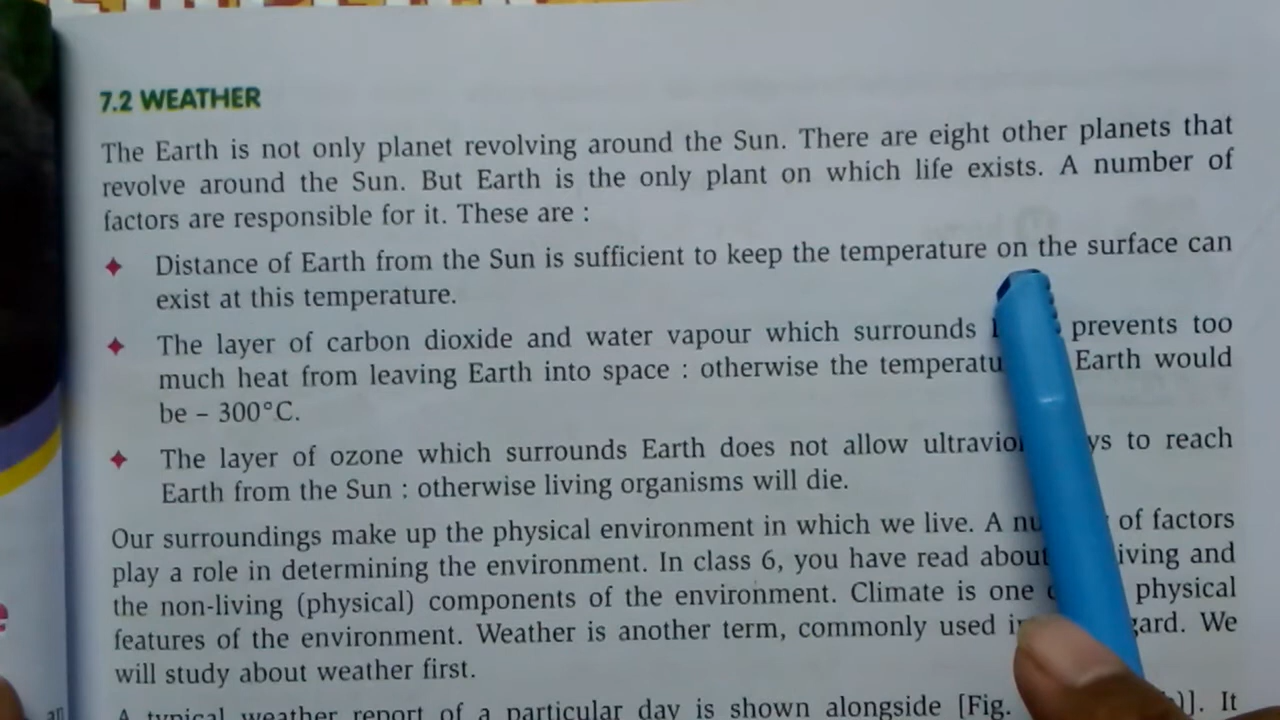 7.2 WEATHER
The Earth is not only planet revolving around the Sun. There are eight other planets that
revolve around the Sun. But Earth is the only plant on which life exists. A number of
factors are responsible for it. These are :
Distance of Earth from the Sun is sufficient to keep the temperature on the surface can
exist at this temperature.
The layer of carbon dioxide and water vapour which surrounds prevents too
much heat from leaving Earth into space : otherwise the Earth would
be – 300°C.
The layer of ozone which surrounds Earth does not allow to reach
Earth from the Sun : otherwise living organisms will die.
Our surroundings make up the physical environment in which we live. A of factors
play a role in determining the environment. In class 6, you have read about and
the non-living (physical) components of the environment. Climate is one physical
features of the environment. Weather is another term, commonly used We
will study about weather first.
A typical weather report of a particular day is shown alongside [Fig. It